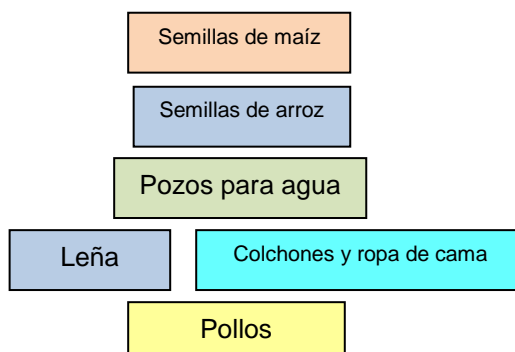 Semillas de maíz
Semillas de arroz
Pozos para agua
Leña
Colchones y ropa de cama
Pollos